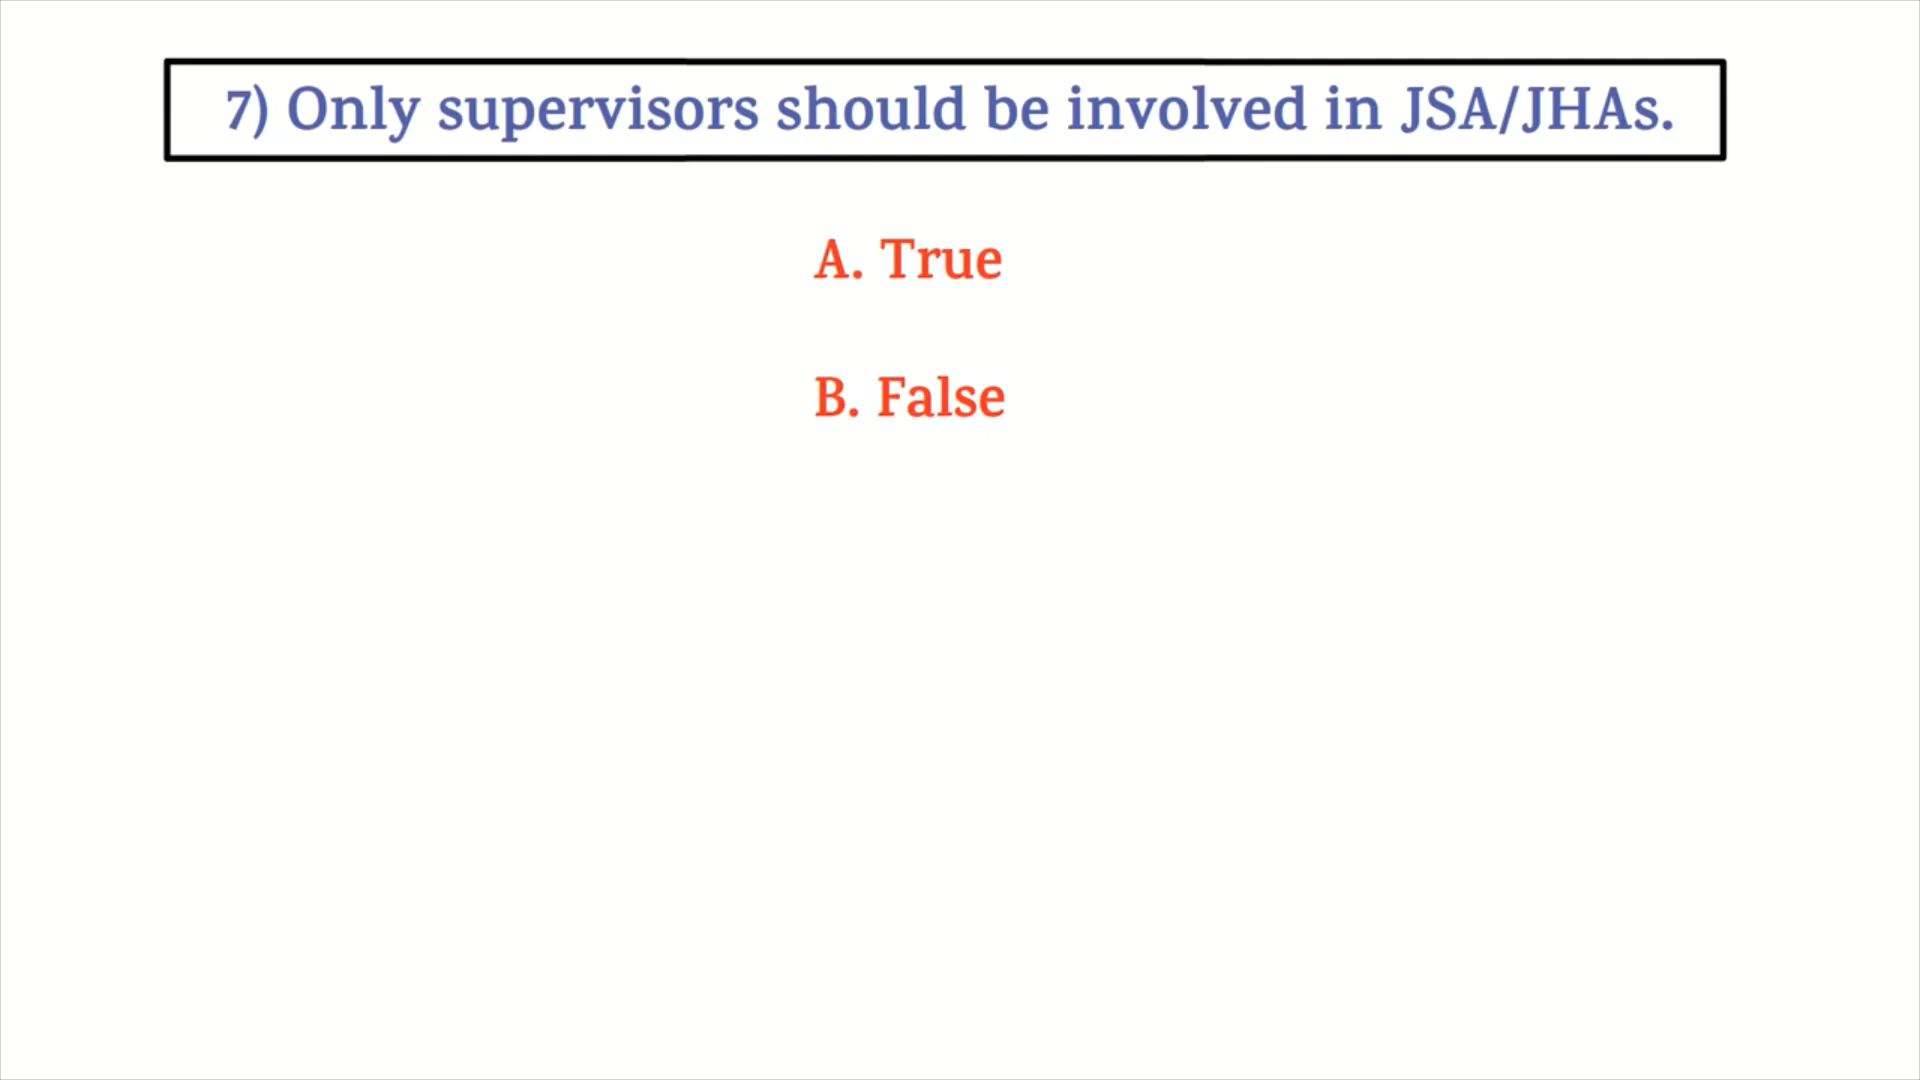 7) Only supervisors should be involved in JSA/JHAs.
A. True
B. False